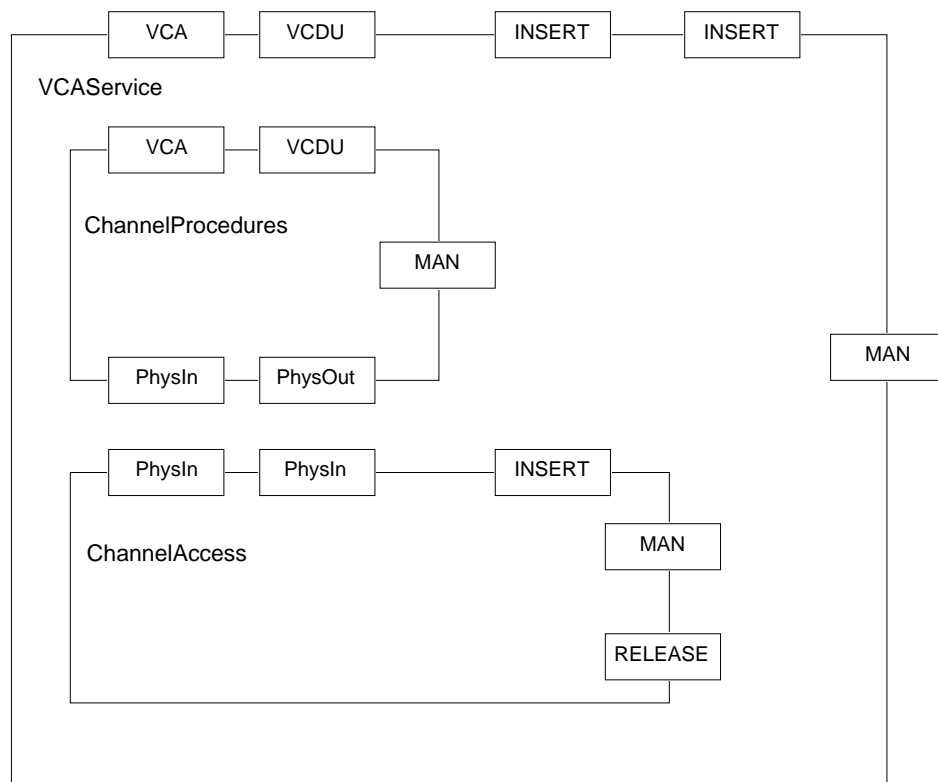 VCA VCDU INSERT INSERT
VCAService
VCA VCDU
ChannelProcedures
MAN
MAN
PhysIn PhysOut
PhysIn PhysIn INSERT
MAN
ChannelAccess
RELEASE